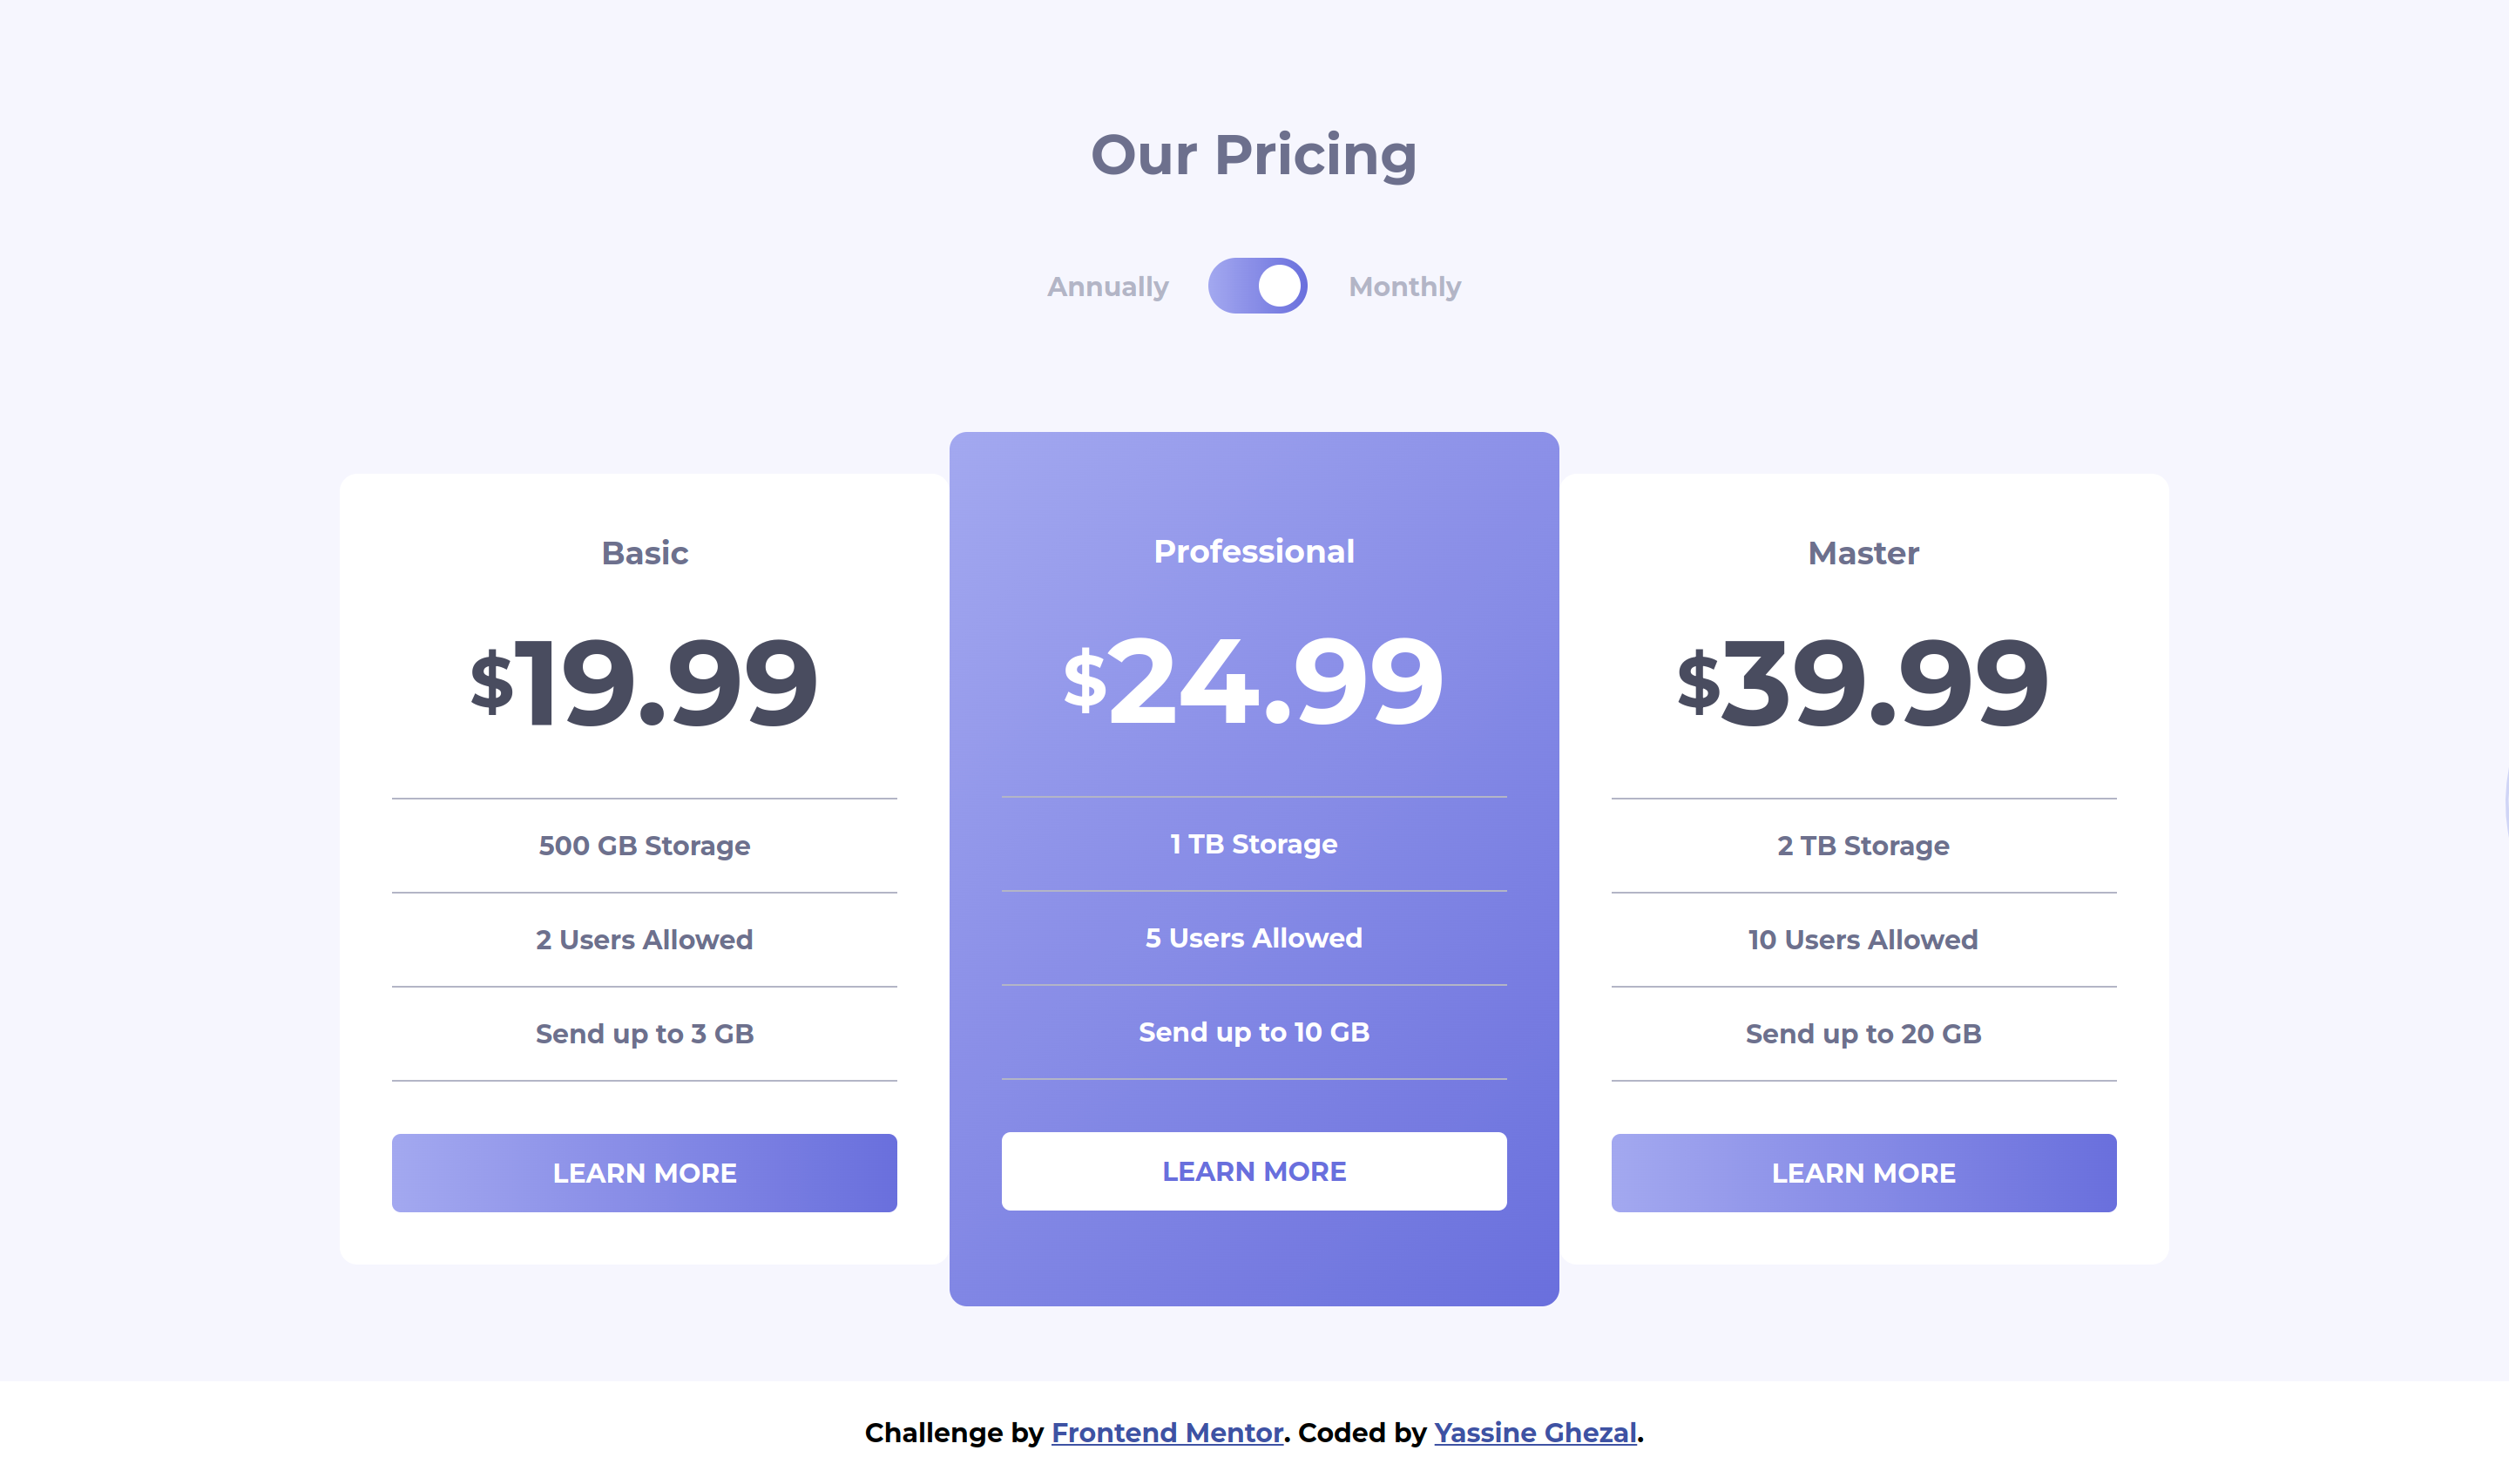 Our Pricing
Annually
Monthly
Basic
$19.99
500 GB Storage
2 Users Allowed
Send up to 3 GB
LEARN MORE
Professional
$24.99
1 TB Storage
5 Users Allowed
Send up to 10 GB
LEARN MORE
Master
$39.99
2 TB Storage
10 Users Allowed
Send up to 20 GB
LEARN MORE
Challenge by Frontend Mentor. Coded by Yassine Ghezal.